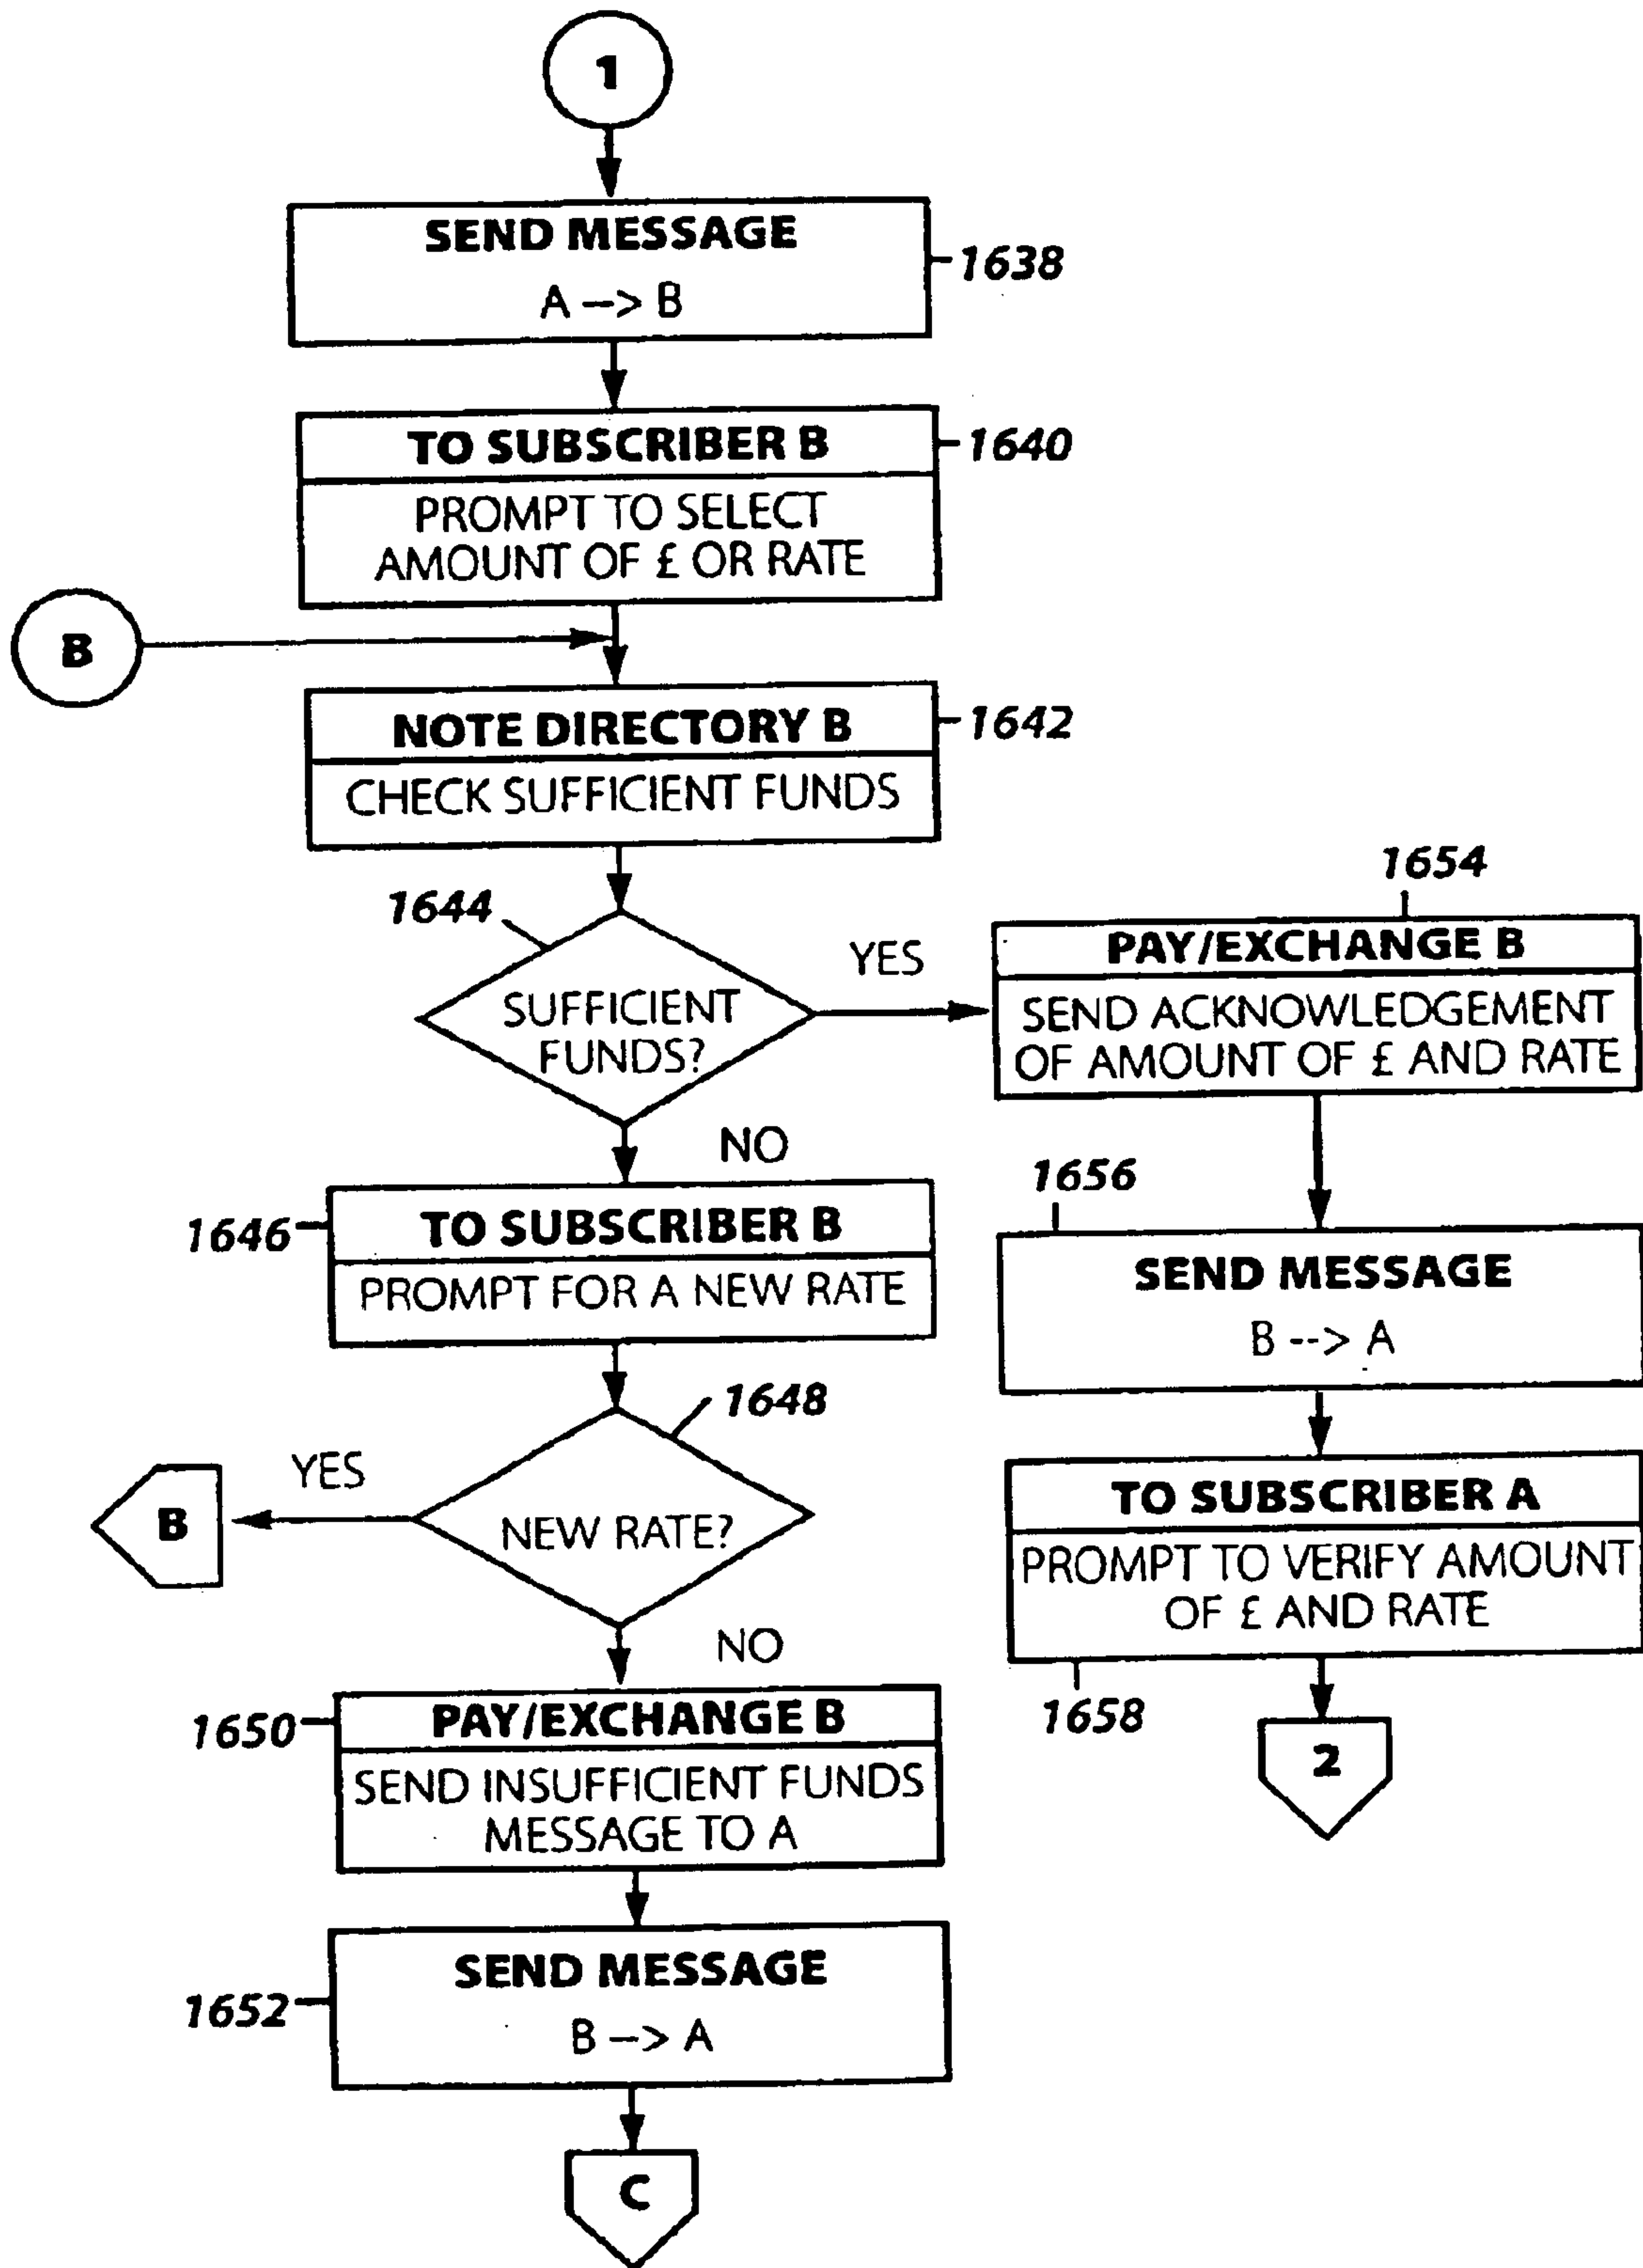 1
SEND MESSAGE
A --> B
1638
TO SUBSCRIBER B
1640
PROMPT TO SELECT
AMOUNT OF £ OR RATE
B
NOTE DIRECTORY B
1642
CHECK SUFFICIENT FUNDS
1644
SUFFICIENT
FUNDS?
YES
NO
1646
TO SUBSCRIBER B
PROMPT FOR A NEW RATE
1648
NEW RATE?
YES
B
NO
1650
PAY/EXCHANGE B
SEND INSUFFICIENT FUNDS
MESSAGE TO A
1652
SEND MESSAGE
B --> A
C
1654
PAY/EXCHANGE B
SEND ACKNOWLEDGEMENT
OF AMOUNT OF £ AND RATE
1656
SEND MESSAGE
B --> A
TO SUBSCRIBER A
PROMPT TO VERIFY AMOUNT
OF £ AND RATE
1658
2